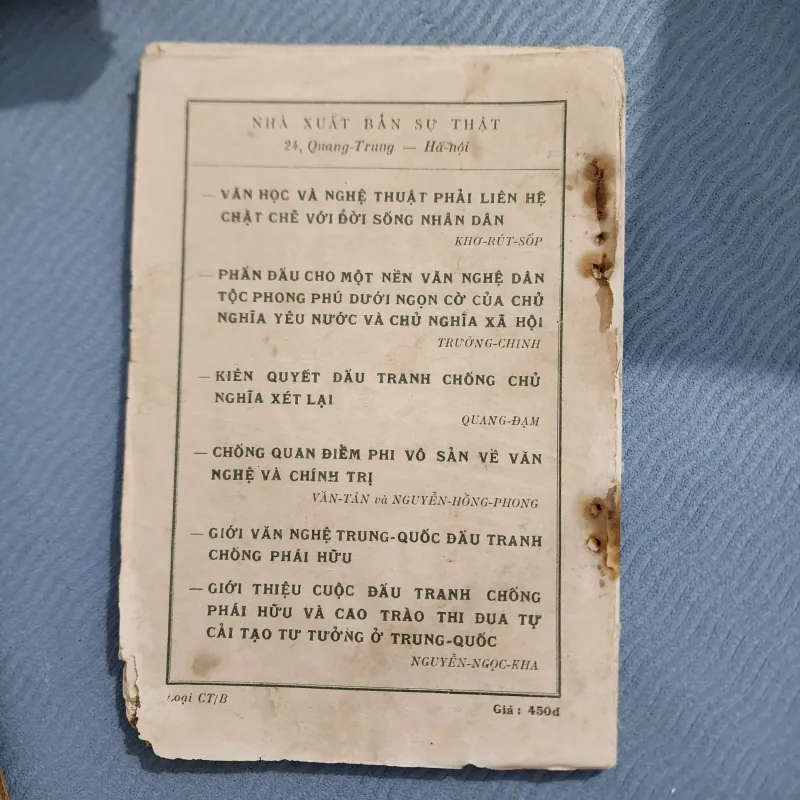 NHÀ XUẤT BẢN SỰ THẬT
24, Quang-Trung — Hà-nội
— VĂN HỌC VÀ NGHỆ THUẬT PHẢI LIÊN HỆ
CHẶT CHẼ VỚI ĐỜI SỐNG NHÂN DÂN
KHƠ-RÚT-SỐP
— PHẤN ĐẤU CHO MỘT NỀN VĂN NGHỆ DÂN
TỘC PHONG PHÚ DƯỚI NGỌN CỜ CỦA CHỦ
NGHĨA YÊU NƯỚC VÀ CHỦ NGHĨA XÃ HỘI
TRƯỜNG-CHINH
— KIÊN QUYẾT ĐẤU TRANH CHỐNG CHỦ
NGHĨA XÉT LẠI
QUANG-ĐẠM
— CHỐNG QUAN ĐIỂM PHI VÔ SẢN VỀ VĂN
NGHỆ VÀ CHÍNH TRỊ
VĂN-TÂN và NGUYỄN-HỒNG-PHONG
— GIỚI VĂN NGHỆ TRUNG-QUỐC ĐẤU TRANH
CHỐNG PHÁI HỮU
— GIỚI THIỆU CUỘC ĐẤU TRANH CHỐNG
PHÁI HỮU VÀ CAO TRÀO THI ĐUA TỰ
CẢI TẠO TƯ TƯỞNG Ở TRUNG-QUỐC
NGUYỄN-NGỌC-KHA
Loại CT/B
Giá : 450đ